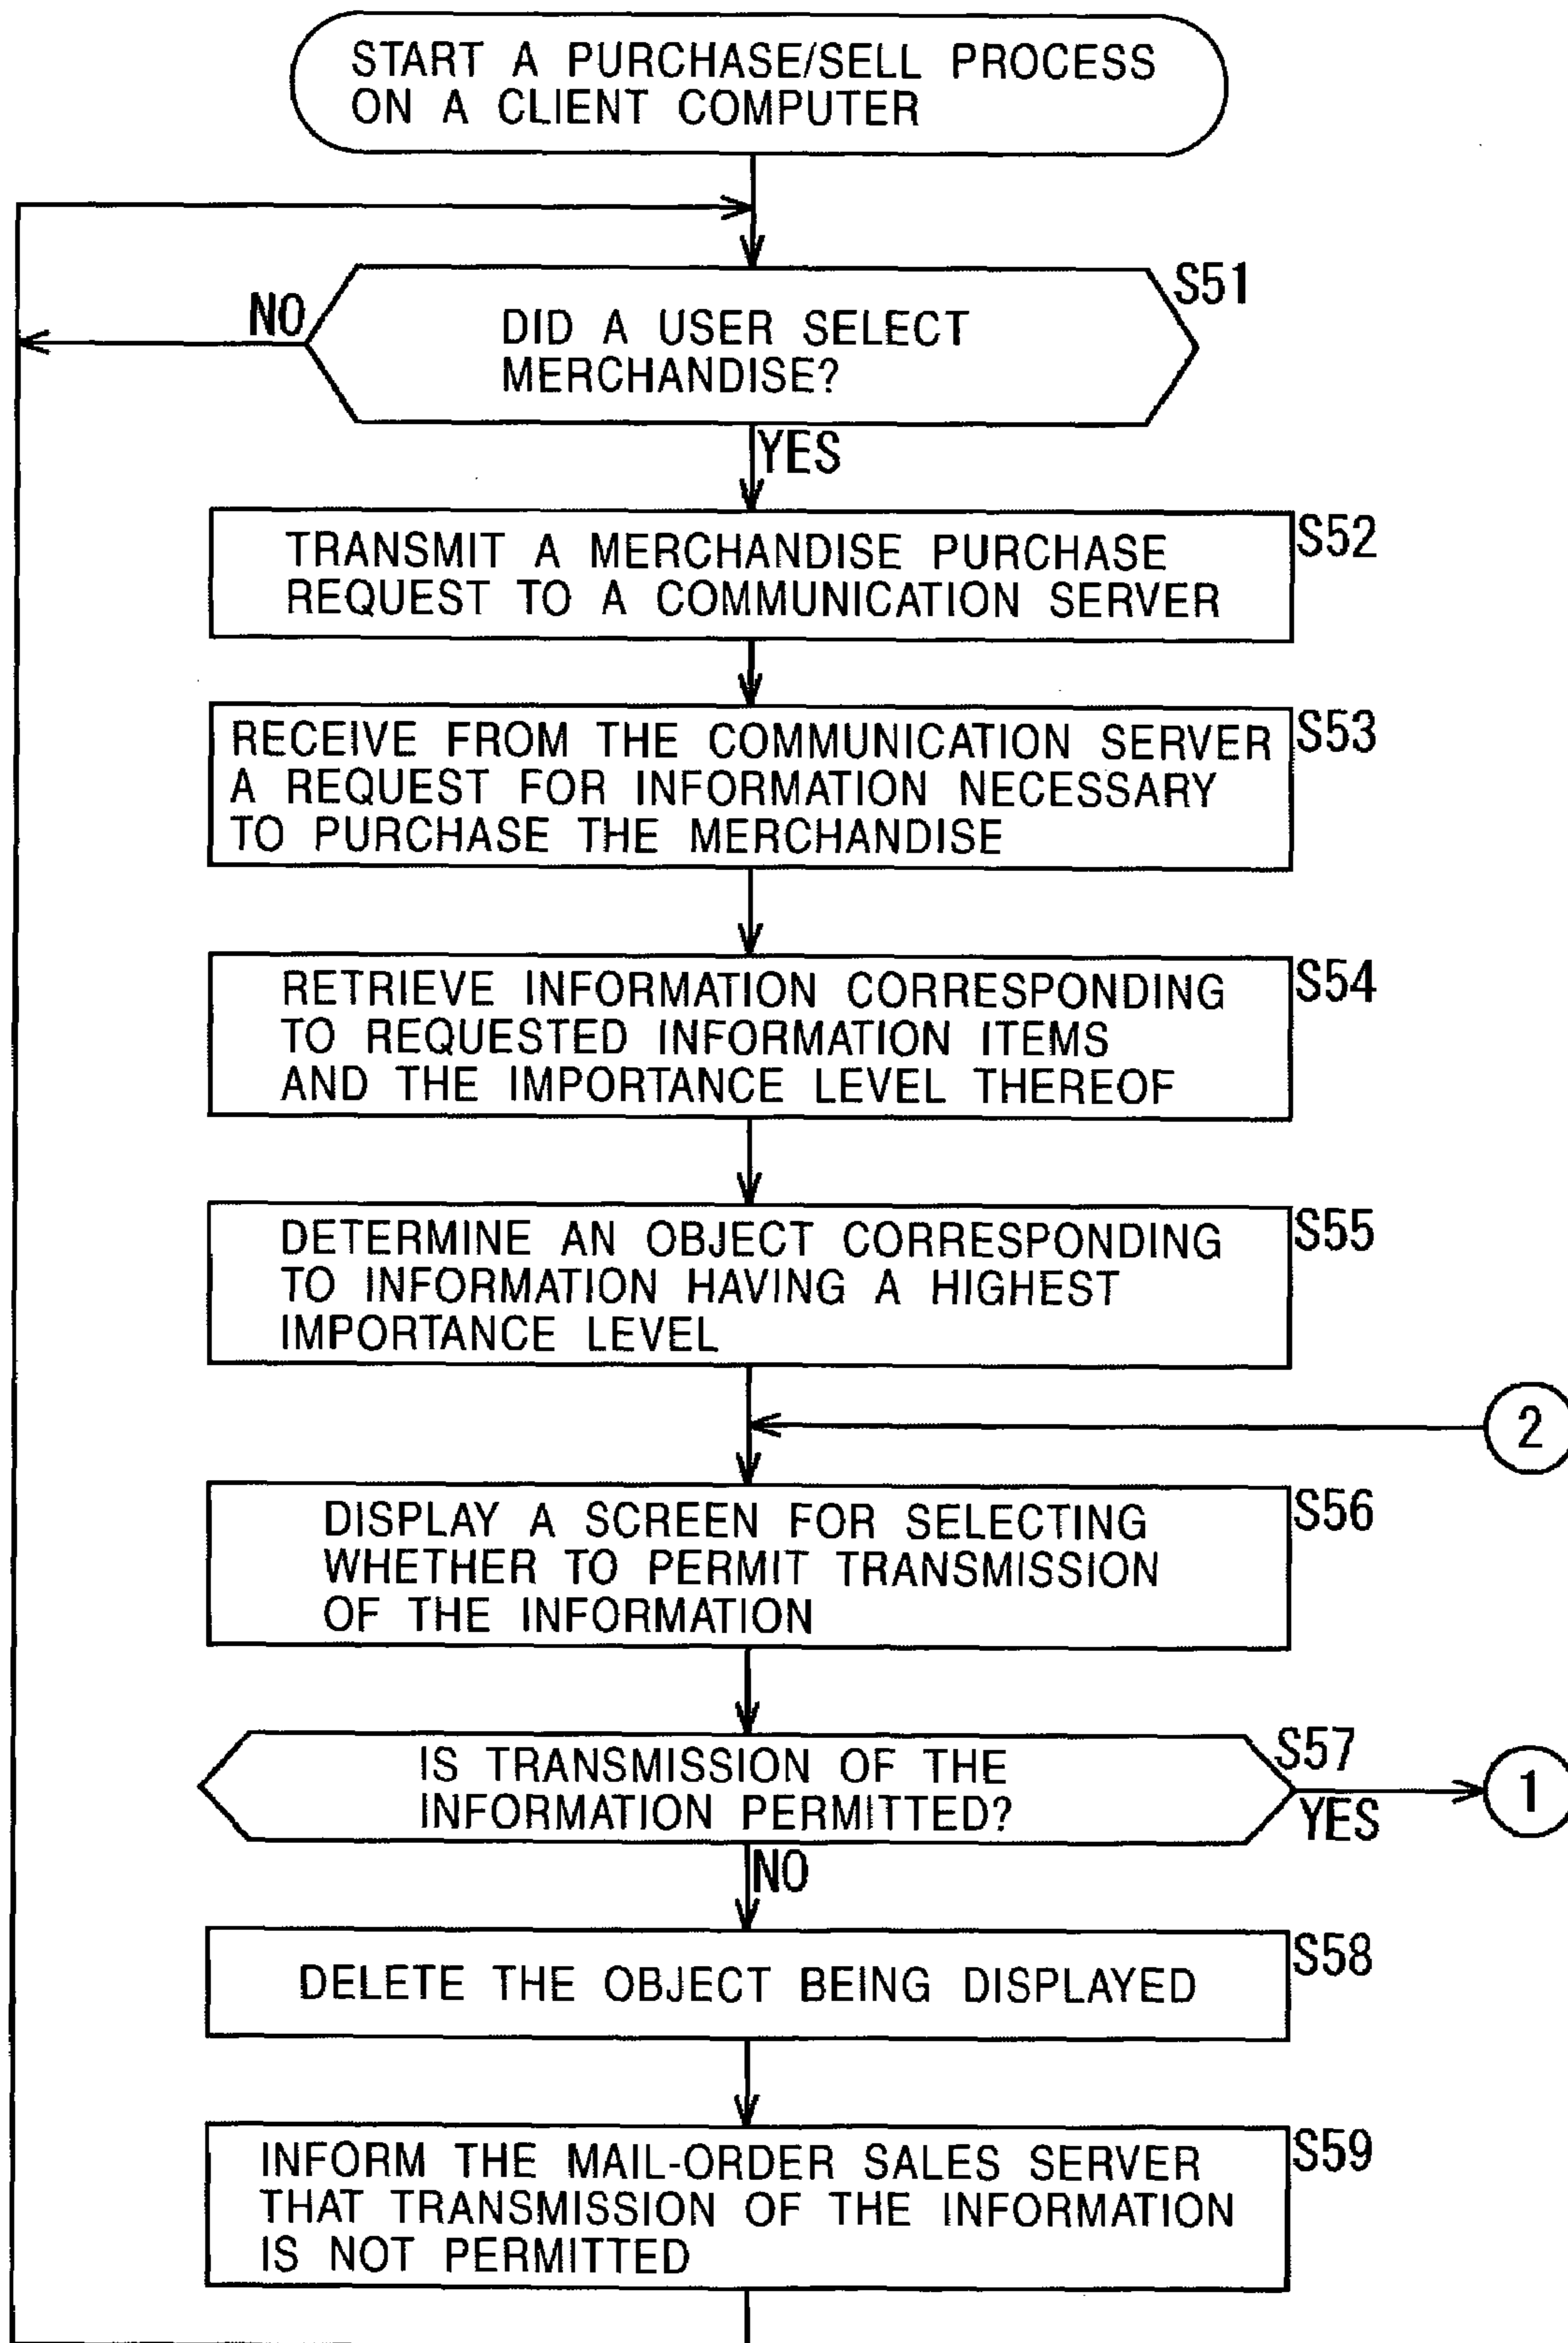 START A PURCHASE/SELL PROCESS
ON A CLIENT COMPUTER
S51
NO
DID A USER SELECT
MERCHANDISE?
YES
S52
TRANSMIT A MERCHANDISE PURCHASE
REQUEST TO A COMMUNICATION SERVER
S53
RECEIVE FROM THE COMMUNICATION SERVER
A REQUEST FOR INFORMATION NECESSARY
TO PURCHASE THE MERCHANDISE
S54
RETRIEVE INFORMATION CORRESPONDING
TO REQUESTED INFORMATION ITEMS
AND THE IMPORTANCE LEVEL THEREOF
S55
DETERMINE AN OBJECT CORRESPONDING
TO INFORMATION HAVING A HIGHEST
IMPORTANCE LEVEL
2
S56
DISPLAY A SCREEN FOR SELECTING
WHETHER TO PERMIT TRANSMISSION
OF THE INFORMATION
S57
IS TRANSMISSION OF THE
INFORMATION PERMITTED?
YES
1
NO
S58
DELETE THE OBJECT BEING DISPLAYED
S59
INFORM THE MAIL-ORDER SALES SERVER
THAT TRANSMISSION OF THE INFORMATION
IS NOT PERMITTED